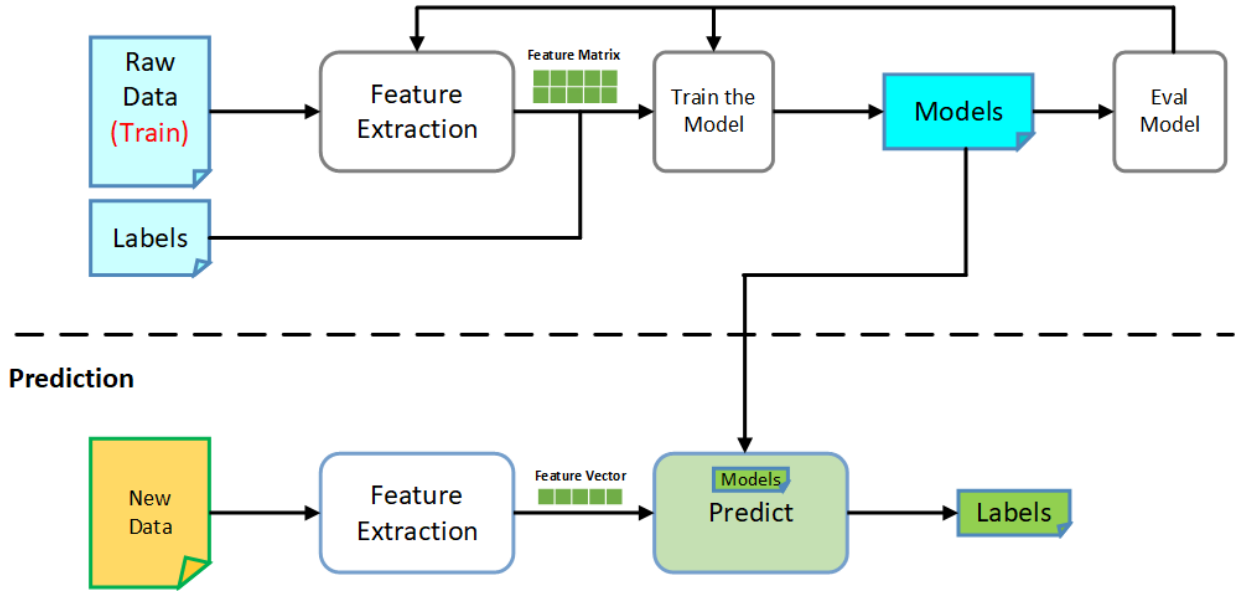 Raw
Data
(Train)
Feature
Extraction
Feature Matrix
Train the
Model
Models
Eval
Model
Labels
Prediction
New
Data
Feature
Extraction
Feature Vector
Models
Predict
Labels